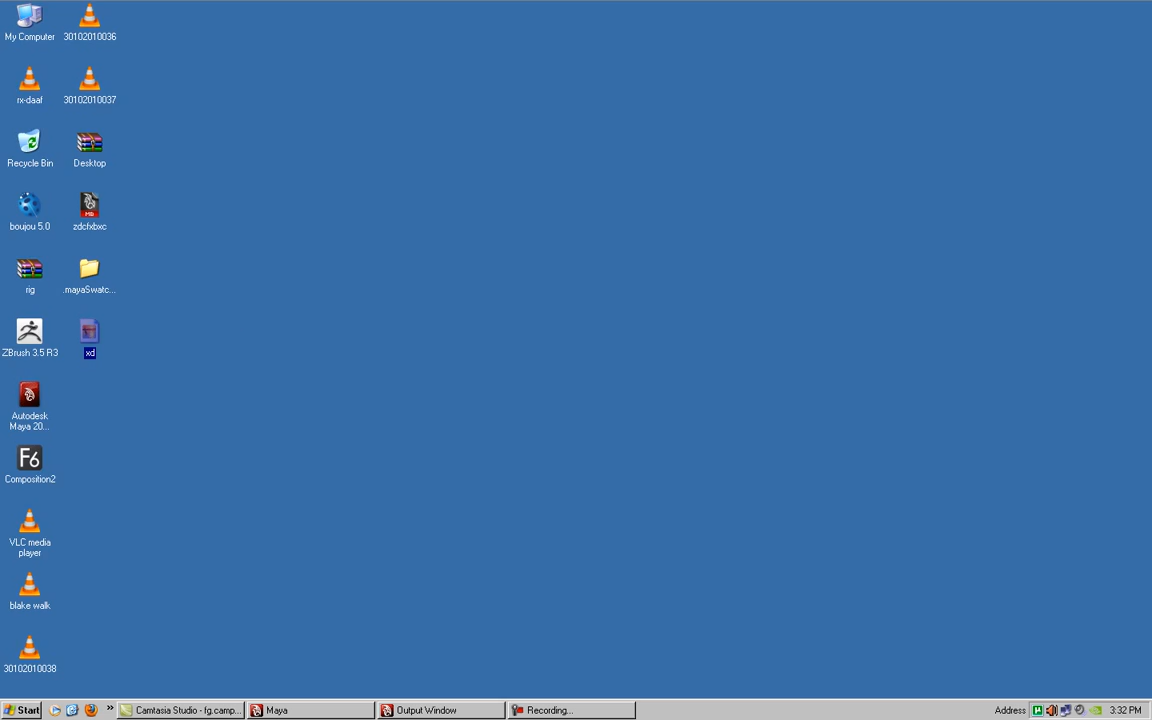 My Computer
30102010036
rx-daaf
30102010037
Recycle Bin
Desktop
MB
boujou 5.0
zdcfxbxc
rig
.mayaSwatc...
ZBrush 3.5 R3
xd
Autodesk
Maya 20...
F6
Composition2
VLC media
player
blake walk
30102010038
Start
»
Camtasia Studio - fg.camp...
Maya
Output Window
Recording...
Address
3:32 PM